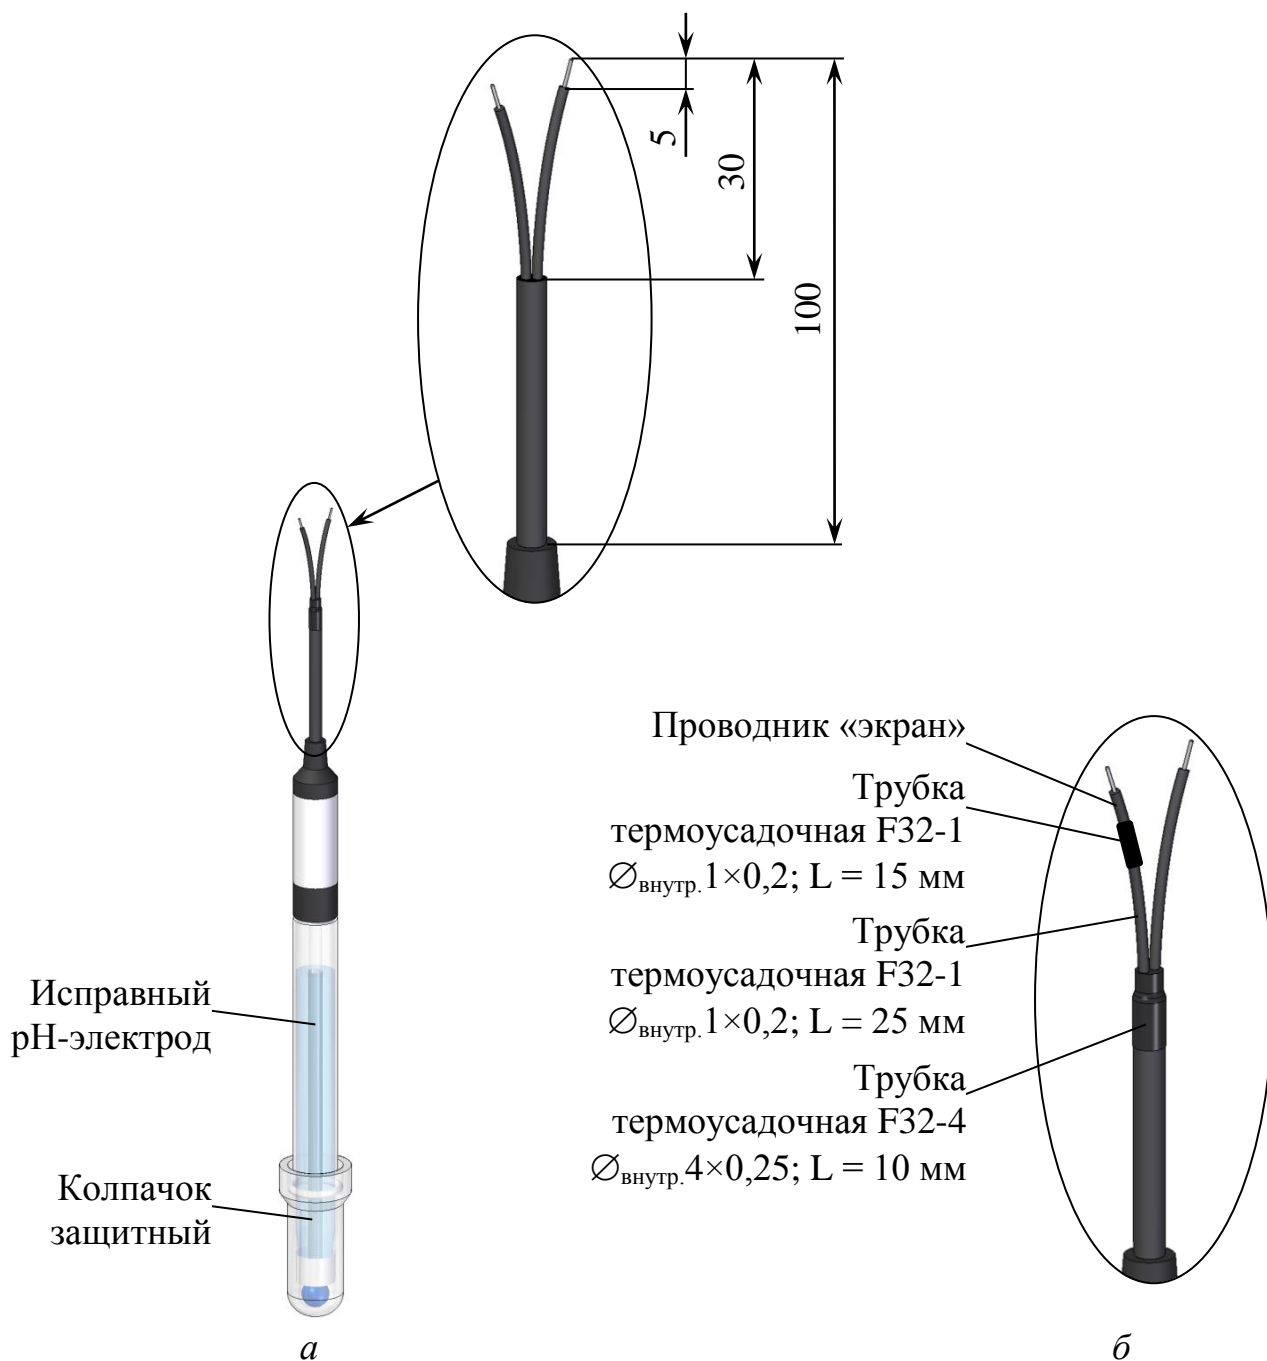 5
30
100
Проводник «экран»
Трубка
термоусадочная F32-1
∅внутр.1×0,2; L = 15 мм
Трубка
термоусадочная F32-1
∅внутр.1×0,2; L = 25 мм
Трубка
термоусадочная F32-4
∅внутр.4×0,25; L = 10 мм
Исправный
pH-электрод
Колпачок
защитный
а
б